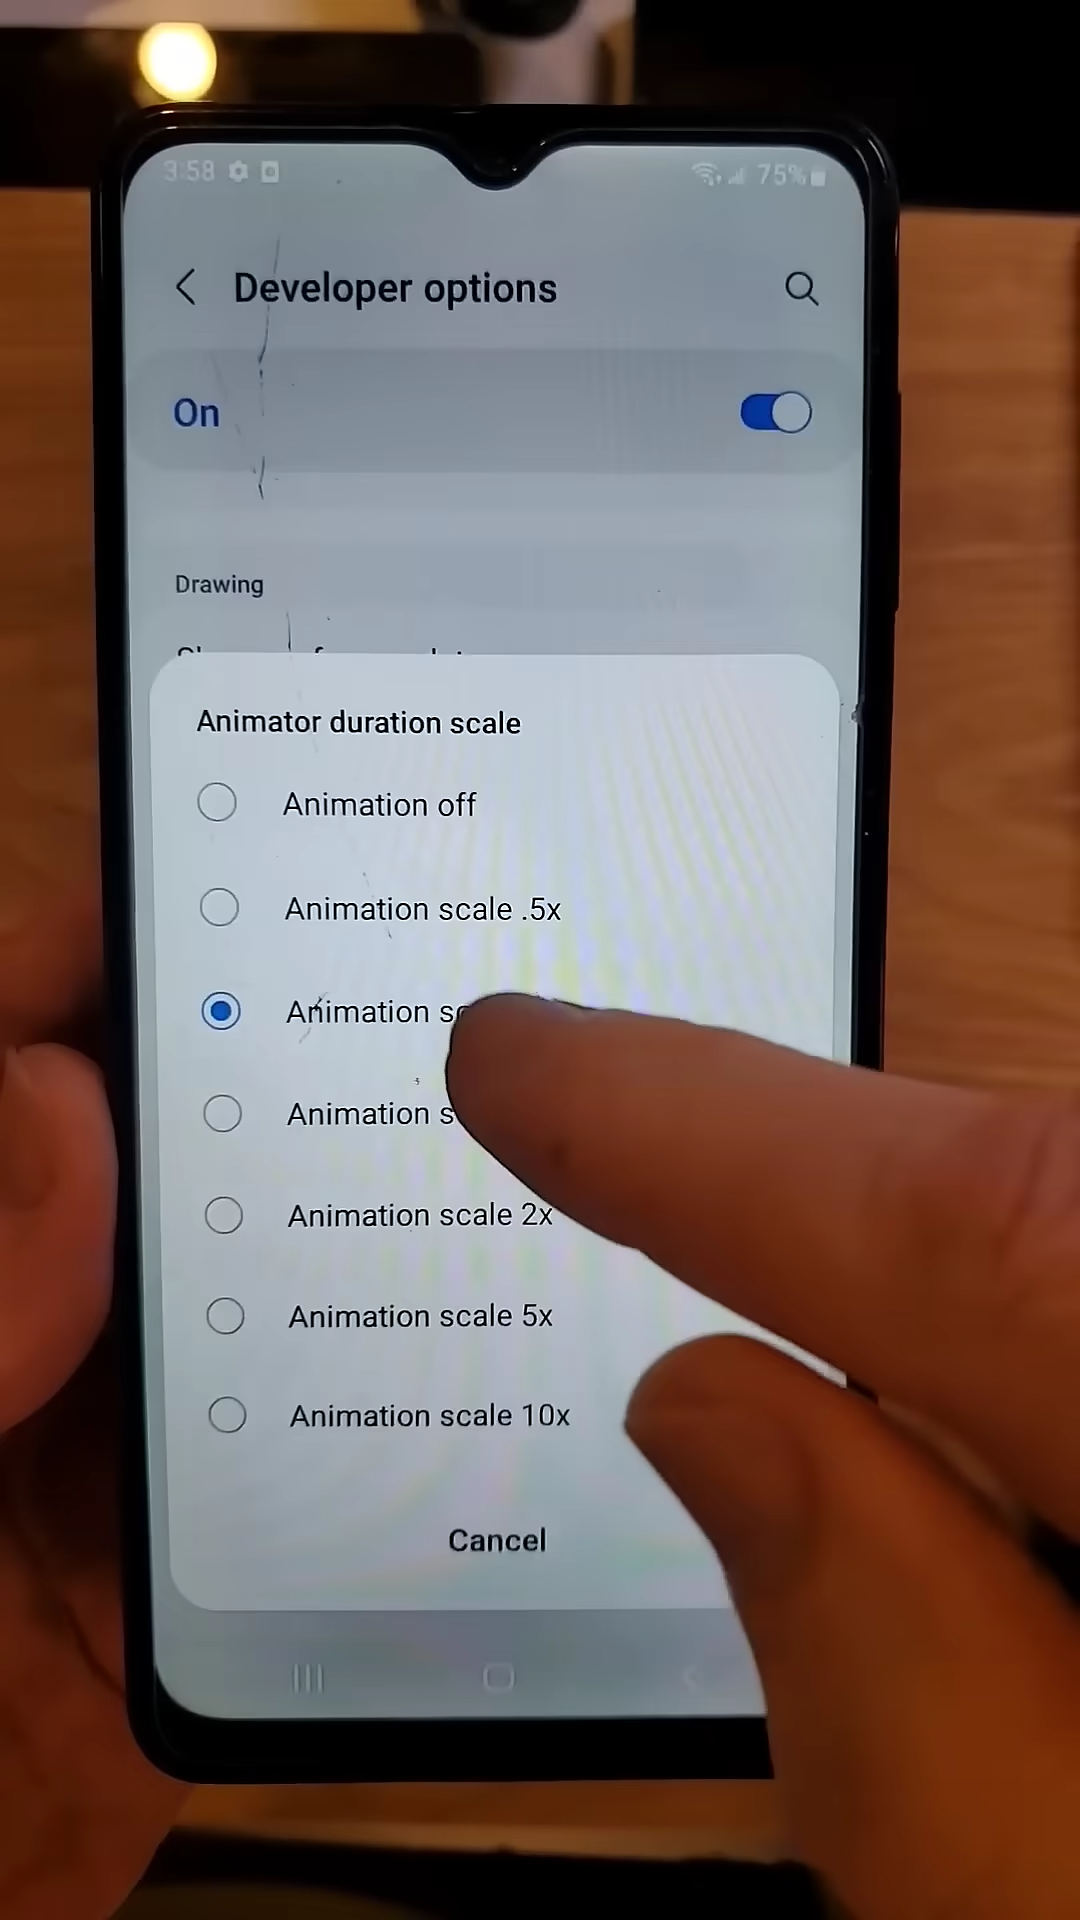 3:58
75%
Developer options
On
Drawing
Animator duration scale
Animation off
Animation scale .5x
Animation
Animation
Animation scale 2x
Animation scale 5x
Animation scale 10x
Cancel